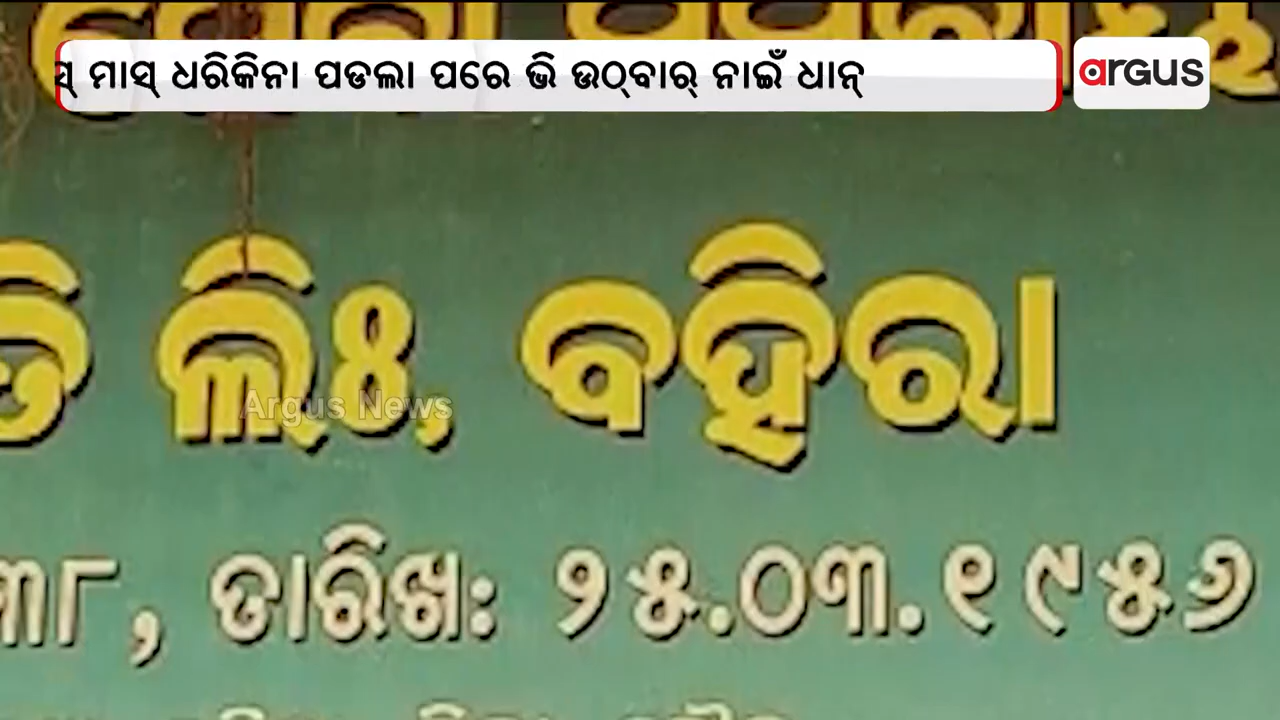 ମାସ୍ ଧରିକିନା ପଡଲା ପରେ ଭି ଉଠ୍‌ବାର୍ ନାଇଁ ଧାନ୍
argus
ଲିଃ, ବହିରା
Argus News
୩୮, ତାରିଖ: ୨୫.୦୩.୧୯୫୬